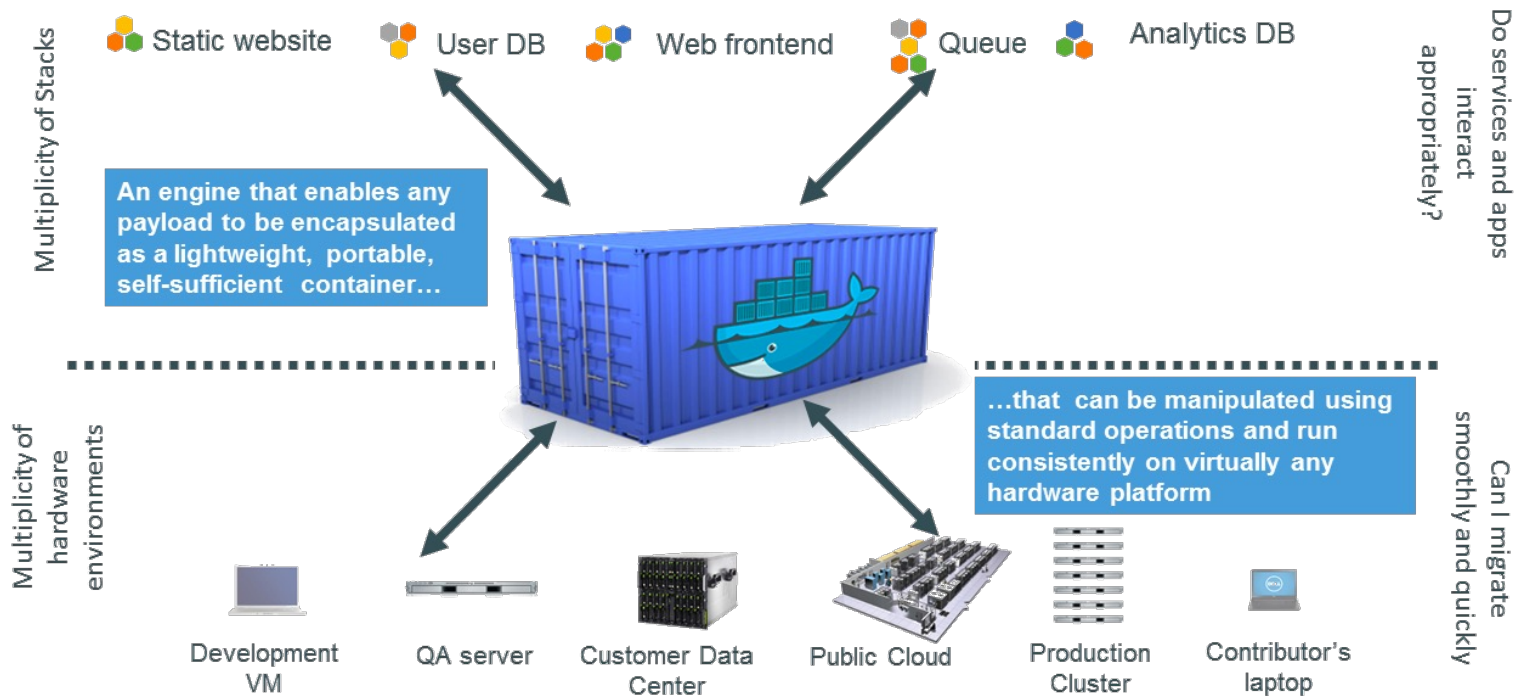 Static website
User DB
Web frontend
Queue
Analytics DB
Multiplicity of Stacks
Do services and apps
interact
appropriately?
An engine that enables any
payload to be encapsulated
as a lightweight, portable,
self-sufficient container…
…that can be manipulated using
standard operations and run
consistently on virtually any
hardware platform
Multiplicity of
hardware
environments
Can I migrate
smoothly and quickly
DELL
Development
VM
QA server
Customer Data
Center
Public Cloud
Production
Cluster
Contributor’s
laptop